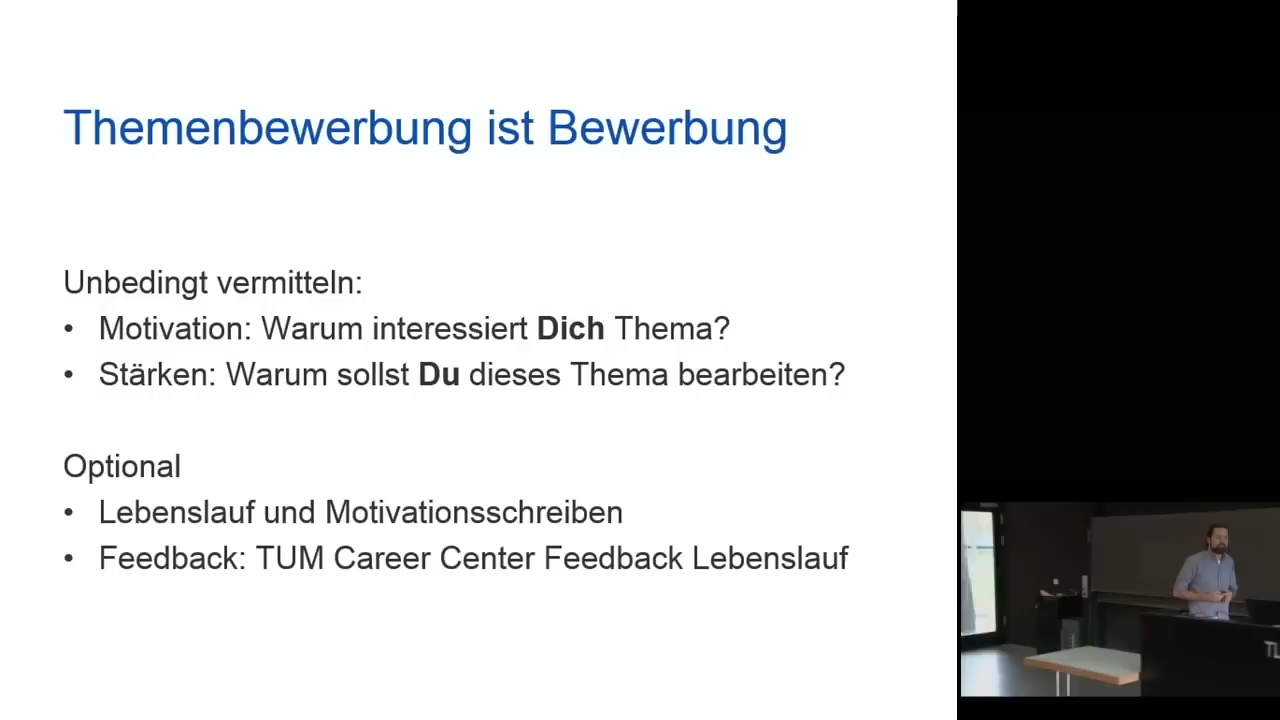 Themenbewerbung ist Bewerbung
Unbedingt vermitteln:
• Motivation: Warum interessiert Dich Thema?
• Stärken: Warum sollst Du dieses Thema bearbeiten?
Optional
• Lebenslauf und Motivationsschreiben
• Feedback: TUM Career Center Feedback Lebenslauf